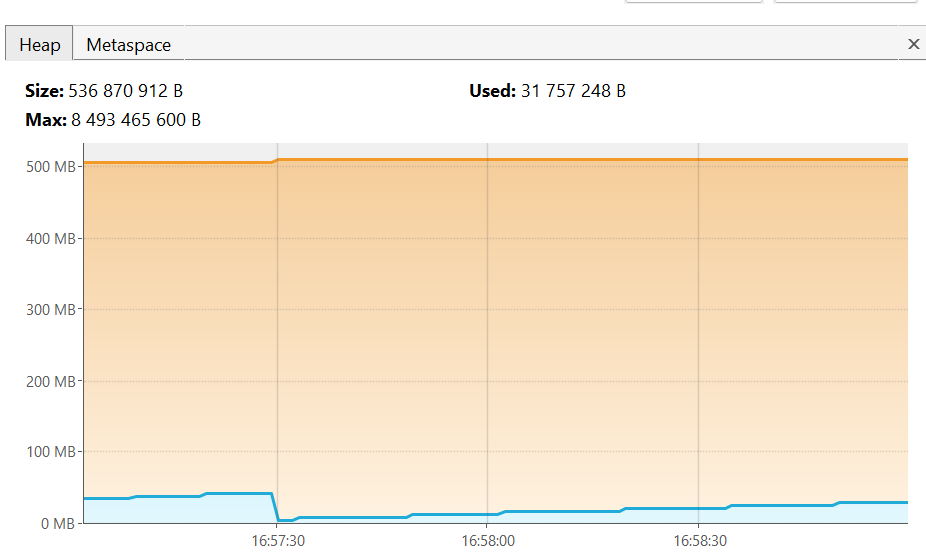 Heap Metaspace
Size: 536 870 912 B Used: 31 757 248 B
Max: 8 493 465 600 B
500 MB
400 MB
300 MB
200 MB
100 MB
0 MB
16:57:30 16:58:00 16:58:30